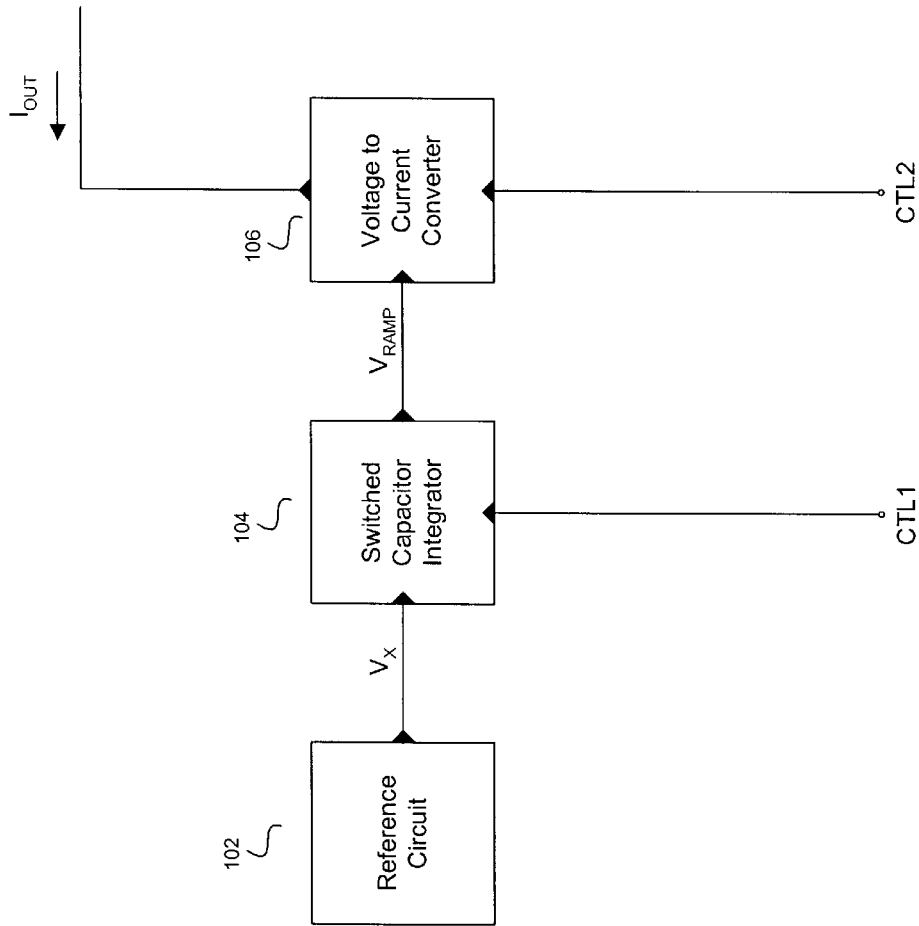 I_OUT
106
Voltage to
Current
Converter
V_RAMP
CTL2
104
Switched
Capacitor
Integrator
V_X
CTL1
102
Reference
Circuit